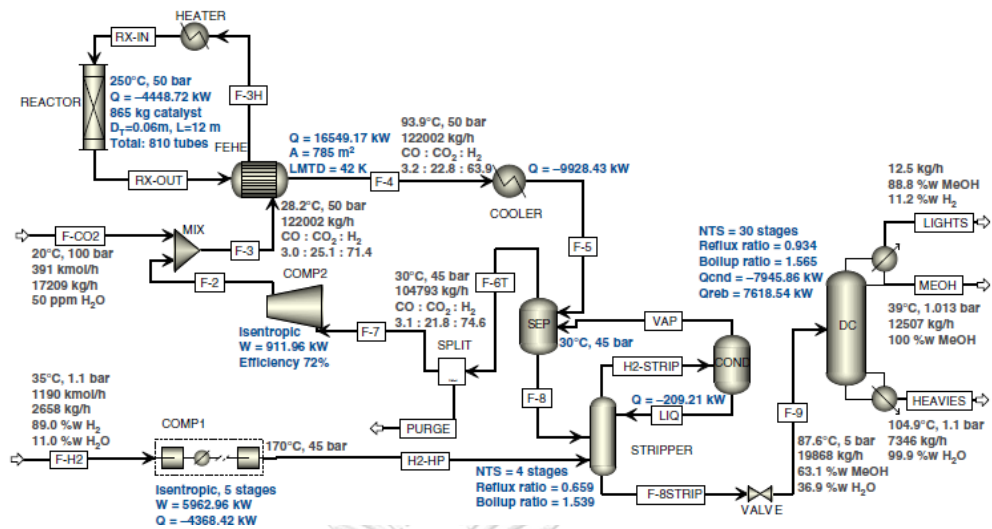 HEATER
RX-IN
REACTOR
250°C, 50 bar
Q = –4448.72 kW
865 kg catalyst
D_T=0.06m, L=12 m
Total: 810 tubes
F-3H
FEHE
RX-OUT
Q = 16549.17 kW
A = 785 m²
LMTD = 42 K
93.9°C, 50 bar
122002 kg/h
CO : CO₂ : H₂
3.2 : 22.8 : 63.9
F-4
Q = –9928.43 kW
COOLER
F-5
F-CO2
20°C, 100 bar
391 kmol/h
17209 kg/h
50 ppm H₂O
MIX
F-3
28.2°C, 50 bar
122002 kg/h
CO : CO₂ : H₂
3.0 : 25.1 : 71.4
F-2
COMP2
Isentropic
W = 911.96 kW
Efficiency 72%
F-7
30°C, 45 bar
104793 kg/h
CO : CO₂ : H₂
3.1 : 21.8 : 74.6
F-6T
SPLIT
PURGE
SEP
30°C, 45 bar
F-8
VAP
H2-STRIP
COND
Q = –209.21 kW
LIQ
STRIPPER
NTS = 4 stages
Reflux ratio = 0.659
Boilup ratio = 1.539
F-8STRIP
VALVE
F-9
87.6°C, 5 bar
19868 kg/h
63.1 %w MeOH
36.9 %w H₂O
35°C, 1.1 bar
1190 kmol/h
2658 kg/h
89.0 %w H₂
11.0 %w H₂O
F-H2
COMP1
170°C, 45 bar
Isentropic, 5 stages
W = 5962.96 kW
Q = –4368.42 kW
H2-HP
NTS = 30 stages
Reflux ratio = 0.934
Boilup ratio = 1.565
Qcnd = -7945.86 kW
Qreb = 7618.54 kW
DC
12.5 kg/h
88.8 %w MeOH
11.2 %w H₂
LIGHTS
MEOH
39°C, 1.013 bar
12507 kg/h
100 %w MeOH
HEAVIES
104.9°C, 1.1 bar
7346 kg/h
99.9 %w H₂O